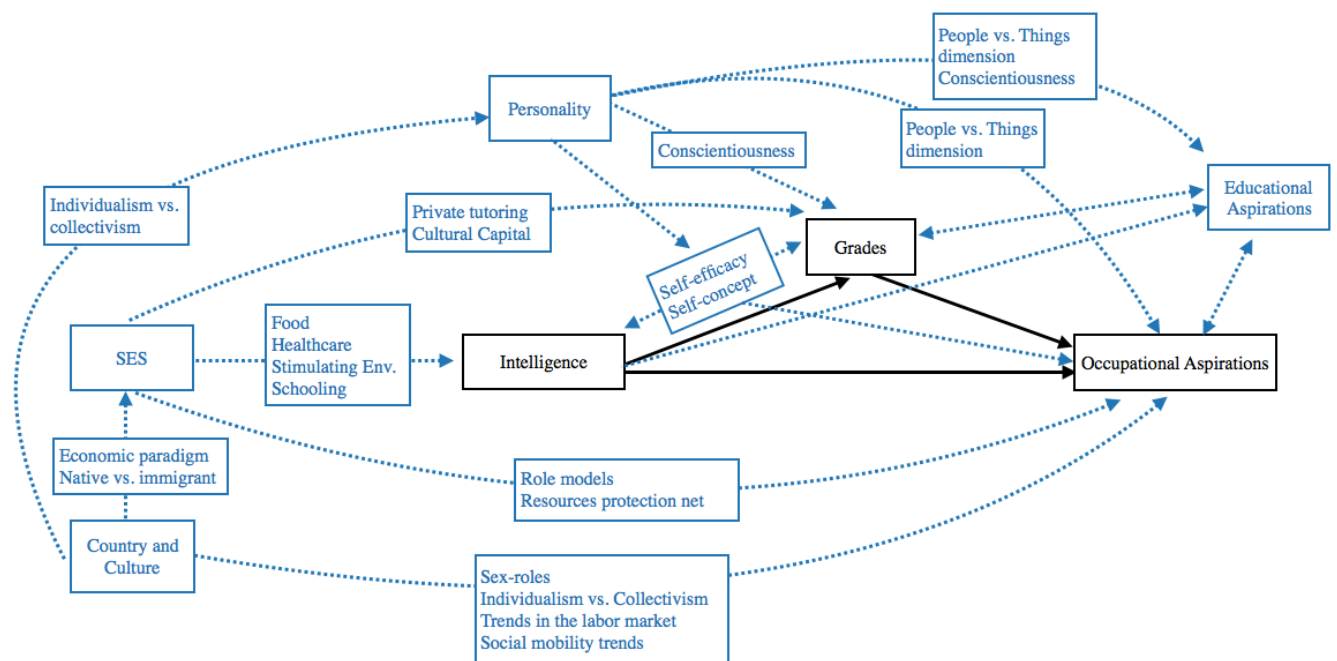 People vs. Things
dimension
Conscientiousness
Personality
People vs. Things
dimension
Conscientiousness
Individualism vs.
collectivism
Private tutoring
Cultural Capital
Educational
Aspirations
Grades
Self-efficacy
Self-concept
SES
Food
Healthcare
Stimulating Env.
Schooling
Intelligence
Occupational Aspirations
Economic paradigm
Native vs. immigrant
Role models
Resources protection net
Country and
Culture
Sex-roles
Individualism vs. Collectivism
Trends in the labor market
Social mobility trends